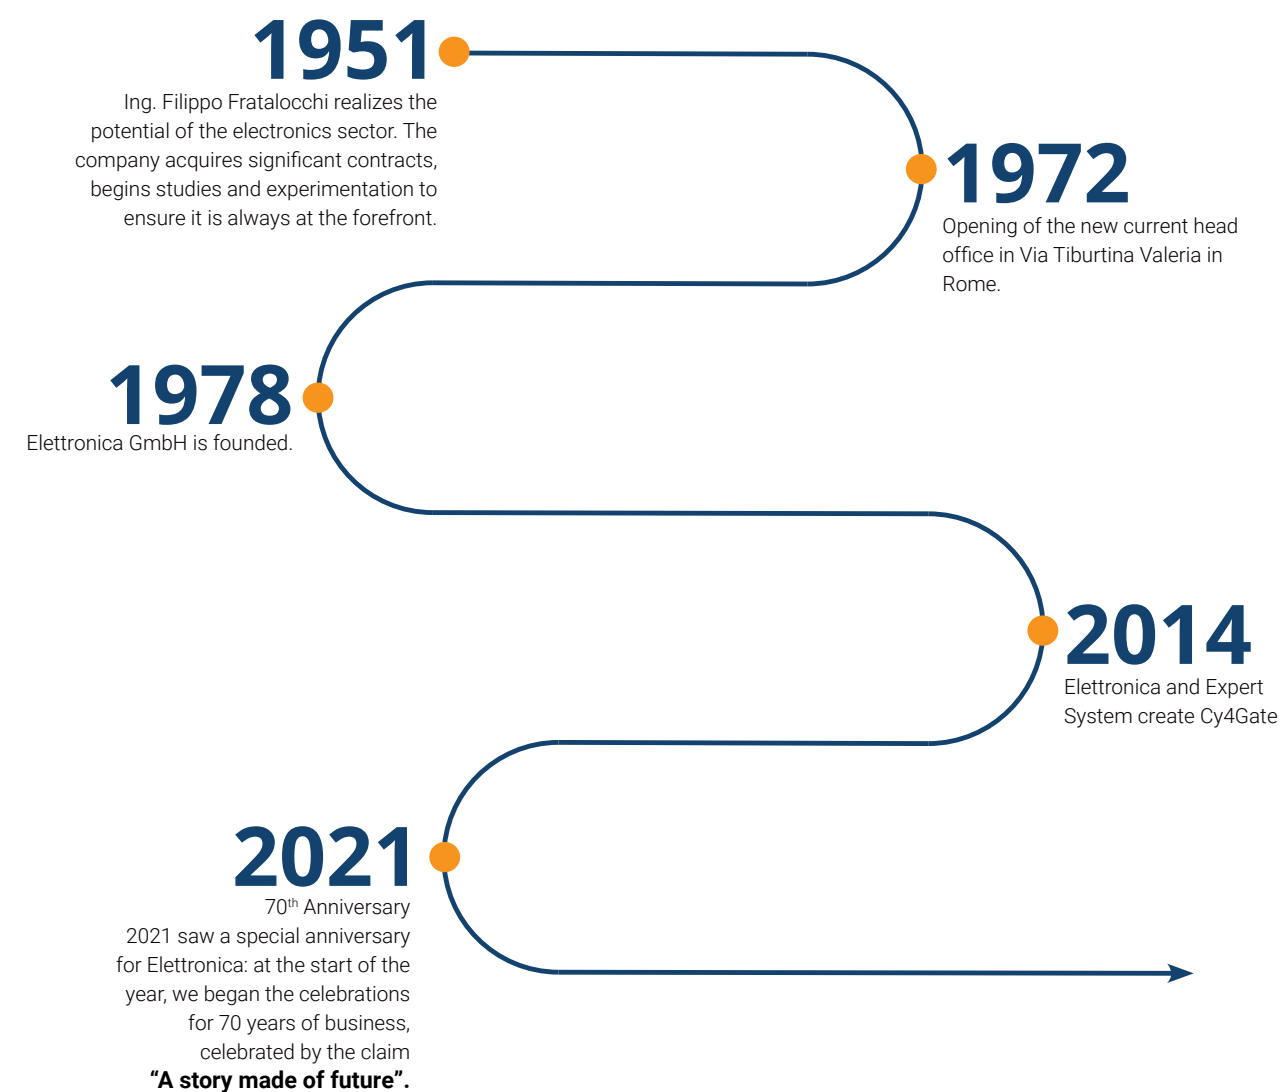 1951
Ing. Filippo Fratalocchi realizes the
potential of the electronics sector. The
company acquires significant contracts,
begins studies and experimentation to
ensure it is always at the forefront.
1972
Opening of the new current head
office in Via Tiburtina Valeria in
Rome.
1978
Elettronica GmbH is founded.
2014
Elettronica and Expert
System create Cy4Gate
2021
70th Anniversary
2021 saw a special anniversary
for Elettronica: at the start of the
year, we began the celebrations
for 70 years of business,
celebrated by the claim
“A story made of future”.